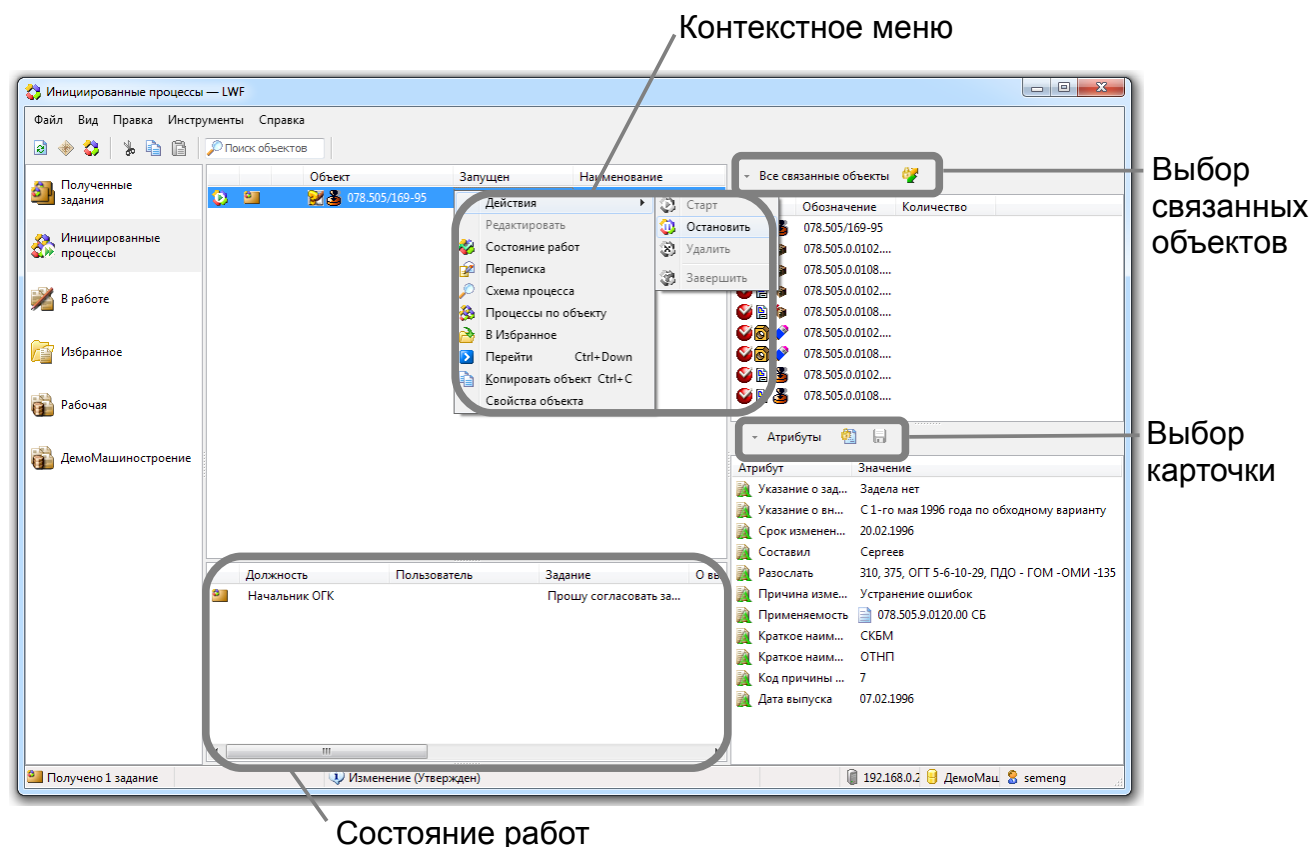 Контекстное меню
Инициированные процессы — LWF
Файл Вид Правка Инструменты Справка
Поиск объектов
Полученные
задания
Инициированные
процессы
В работе
Избранное
Рабочая
ДемоМашиностроение
Объект Запущен Наименование
078.505/169-95
Действия
Редактировать
Состояние работ
Переписка
Схема процесса
Процессы по объекту
В Избранное
Перейти Ctrl+Down
Копировать объект Ctrl+C
Свойства объекта
Старт
Остановить
Удалить
Завершить
Все связанные объекты
Обозначение Количество
078.505/169-95
078.505.0.0102....
078.505.0.0108....
078.505.0.0102....
078.505.0.0108....
078.505.0.0102....
078.505.0.0108....
078.505.0.0102....
078.505.0.0108....
Выбор
связанных
объектов
Атрибуты
Выбор
карточки
Атрибут Значение
Указание о зад... Задела нет
Указание о вн... С 1-го мая 1996 года по обходному варианту
Срок изменен... 20.02.1996
Составил Сергеев
Разослать 310, 375, ОГТ 5-6-10-29, ПДО - ГОМ -ОМИ -135
Причина изме... Устранение ошибок
Применяемость 078.505.9.0120.00 СБ
Краткое наим... СКБМ
Краткое наим... ОТНП
Код причины ... 7
Дата выпуска 07.02.1996
Должность Пользователь Задание О вы
Начальник ОГК Прошу согласовать за...
Получено 1 задание Изменение (Утвержден) 192.168.0.2 ДемоМаш semeng
Состояние работ